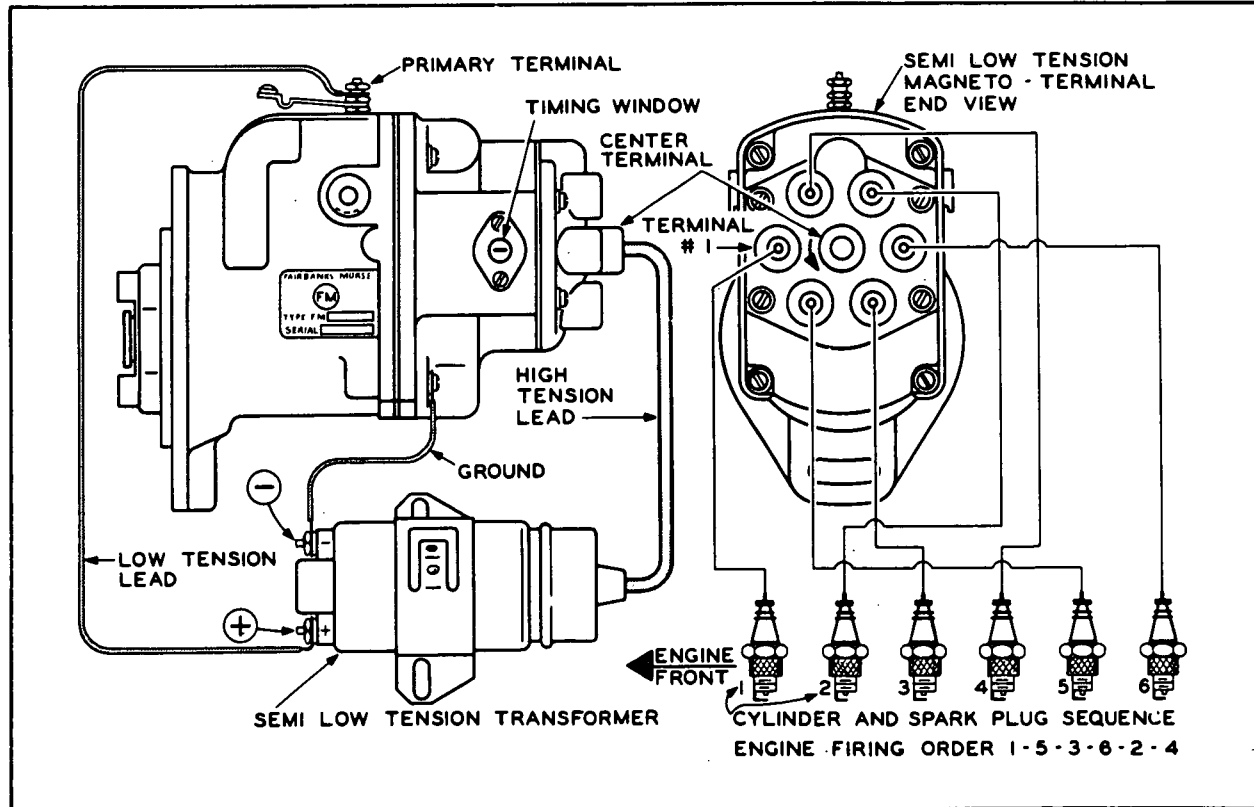 PRIMARY TERMINAL
TIMING WINDOW
CENTER
TERMINAL
SEMI LOW TENSION
MAGNETO - TERMINAL
END VIEW
TERMINAL
# 1
FAIRBANKS MORSE
FM
TYPE FM
SERIAL
HIGH
TENSION
LEAD
GROUND
LOW TENSION
LEAD
-
-
+
+
SEMI LOW TENSION TRANSFORMER
ENGINE
FRONT
1 2 3 4 5 6
CYLINDER AND SPARK PLUG SEQUENCE
ENGINE FIRING ORDER 1-5-3-6-2-4